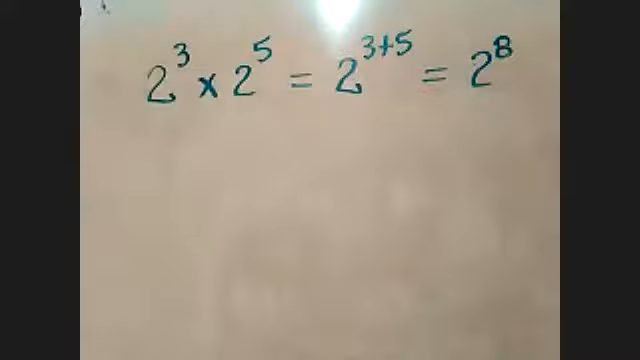 2³ × 2⁵ = 2³⁺⁵ = 2⁸